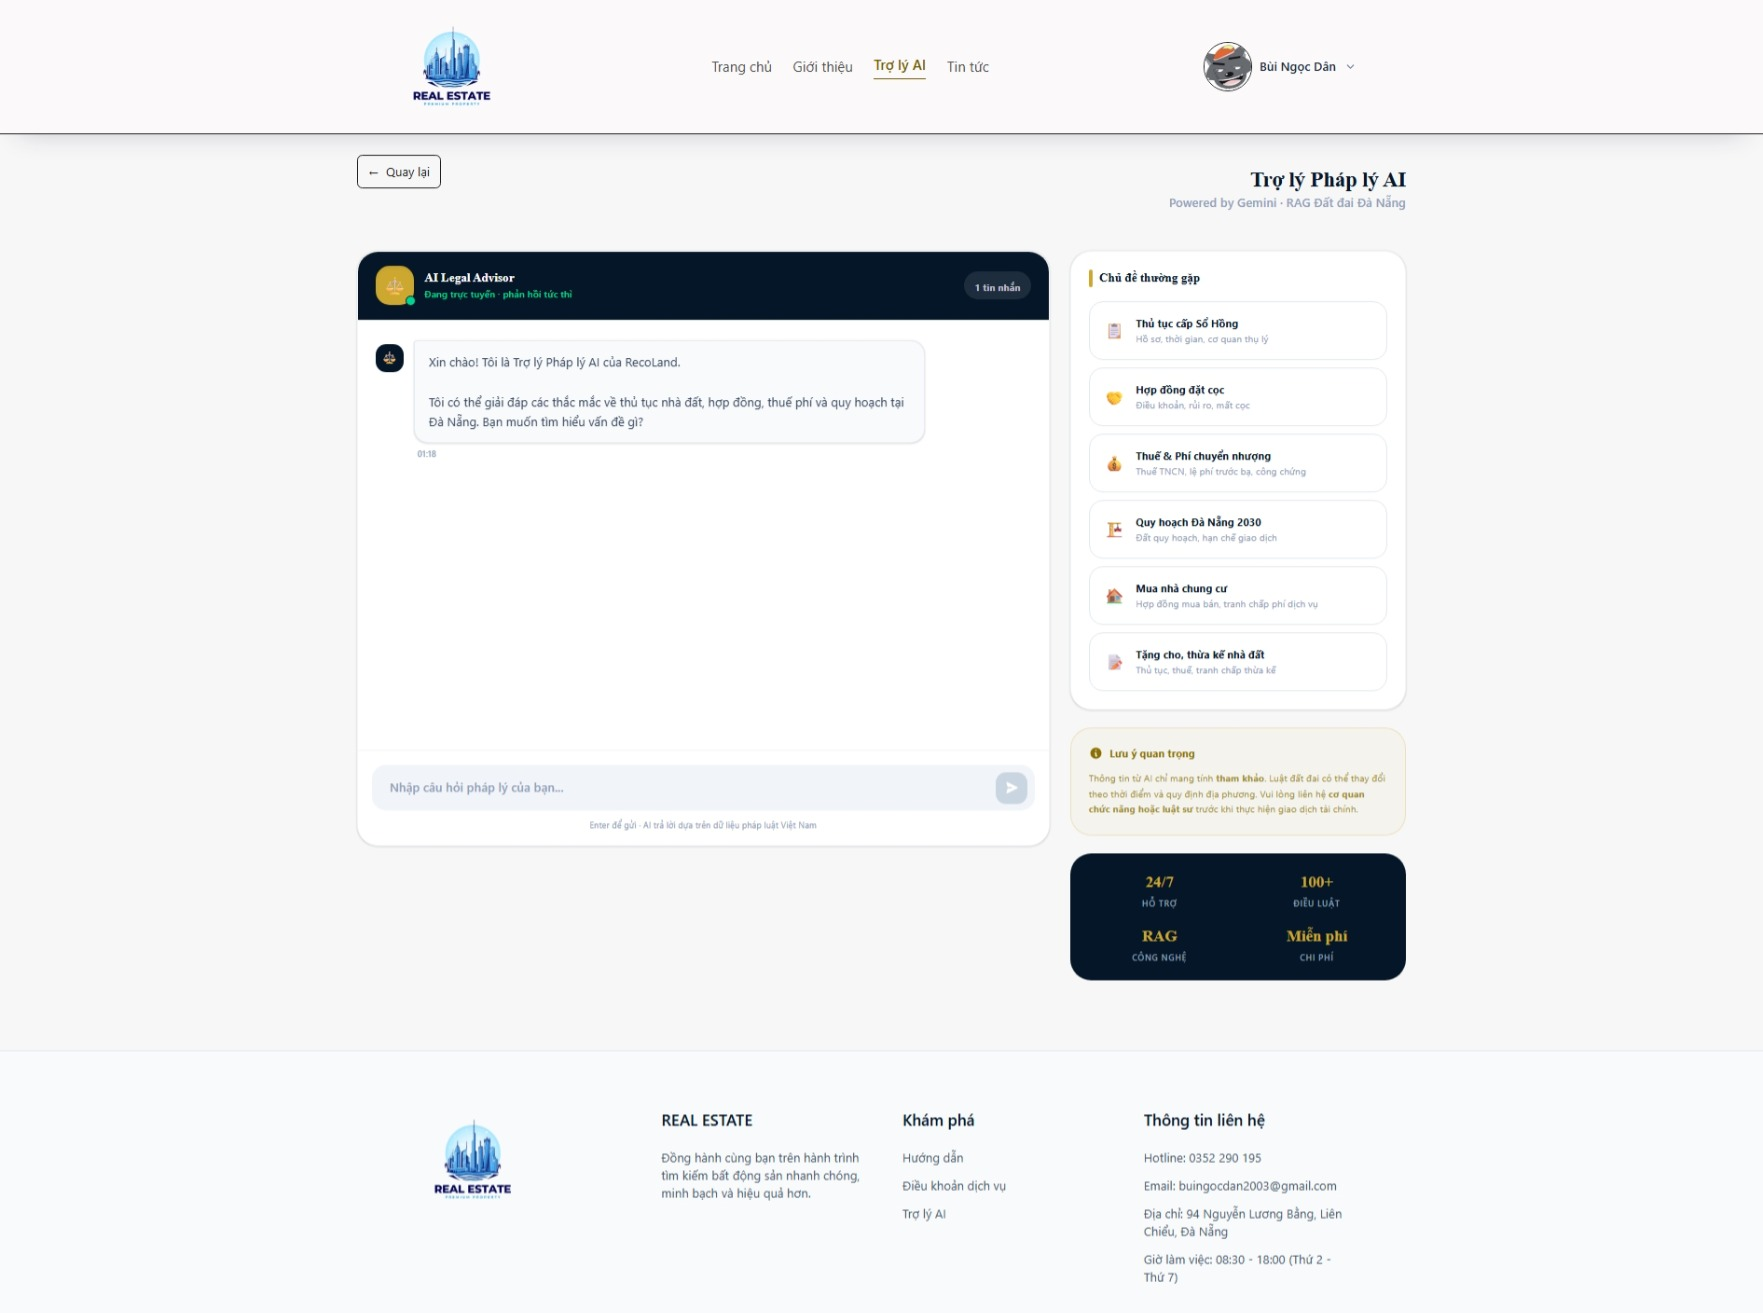 REAL ESTATE
PREMIUM PROPERTY
Trang chủ
Giới thiệu
Trợ lý AI
Tin tức
Bùi Ngọc Dân
← Quay lại
Trợ lý Pháp lý AI
Powered by Gemini · RAG Đất đai Đà Nẵng
AI Legal Advisor
Đang trực tuyến · phản hồi tức thì
1 tin nhắn
Xin chào! Tôi là Trợ lý Pháp lý AI của RecoLand.
Tôi có thể giải đáp các thắc mắc về thủ tục nhà đất, hợp đồng, thuế phí và quy hoạch tại
Đà Nẵng. Bạn muốn tìm hiểu vấn đề gì?
01:18
Nhập câu hỏi pháp lý của bạn...
Enter để gửi · AI trả lời dựa trên dữ liệu pháp luật Việt Nam
Chủ đề thường gặp
Thủ tục cấp Sổ Hồng
Hồ sơ, thời gian, cơ quan thụ lý
Hợp đồng đặt cọc
Điều khoản, rủi ro, mất cọc
Thuế & Phí chuyển nhượng
Thuế TNCN, lệ phí trước bạ, công chứng
Quy hoạch Đà Nẵng 2030
Đất quy hoạch, hạn chế giao dịch
Mua nhà chung cư
Hợp đồng mua bán, tranh chấp phí dịch vụ
Tặng cho, thừa kế nhà đất
Thủ tục, thuế, tranh chấp thừa kế
Lưu ý quan trọng
Thông tin từ AI chỉ mang tính tham khảo. Luật đất đai có thể thay đổi
theo thời điểm và quy định địa phương. Vui lòng liên hệ cơ quan
chức năng hoặc luật sư trước khi thực hiện giao dịch tài chính.
24/7
HỖ TRỢ
100+
ĐIỀU LUẬT
RAG
CÔNG NGHỆ
Miễn phí
CHI PHÍ
REAL ESTATE
PREMIUM PROPERTY
REAL ESTATE
Đồng hành cùng bạn trên hành trình
tìm kiếm bất động sản nhanh chóng,
minh bạch và hiệu quả hơn.
Khám phá
Hướng dẫn
Điều khoản dịch vụ
Trợ lý AI
Thông tin liên hệ
Hotline: 0352 290 195
Email: buingocdan2003@gmail.com
Địa chỉ: 94 Nguyễn Lương Bằng, Liên
Chiểu, Đà Nẵng
Giờ làm việc: 08:30 - 18:00 (Thứ 2 -
Thứ 7)